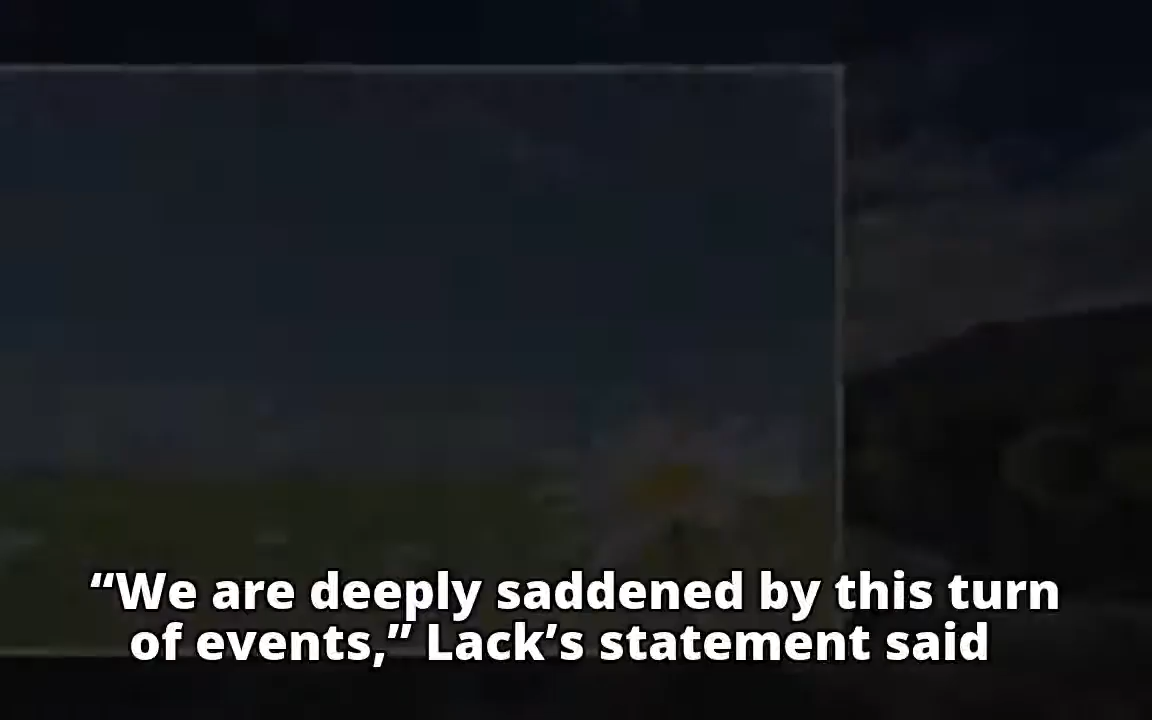 “We are deeply saddened by this turn
of events,” Lack’s statement said